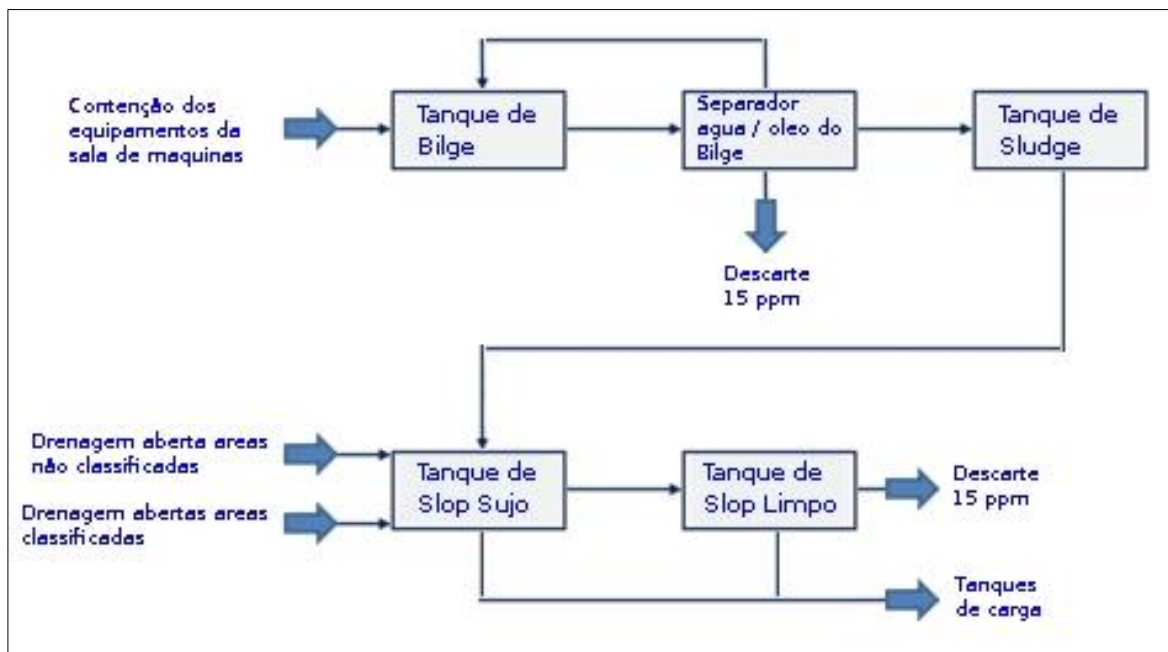 Contenção dos
equipamentos da
sala de maquinas
Tanque de
Bilge
Separador
agua / oleo do
Bilge
Tanque de
Sludge
Descarte
15 ppm
Drenagem aberta areas
não classificadas
Drenagem abertas areas
classificadas
Tanque de
Slop Sujo
Tanque de
Slop Limpo
Descarte
15 ppm
Tanques
de carga